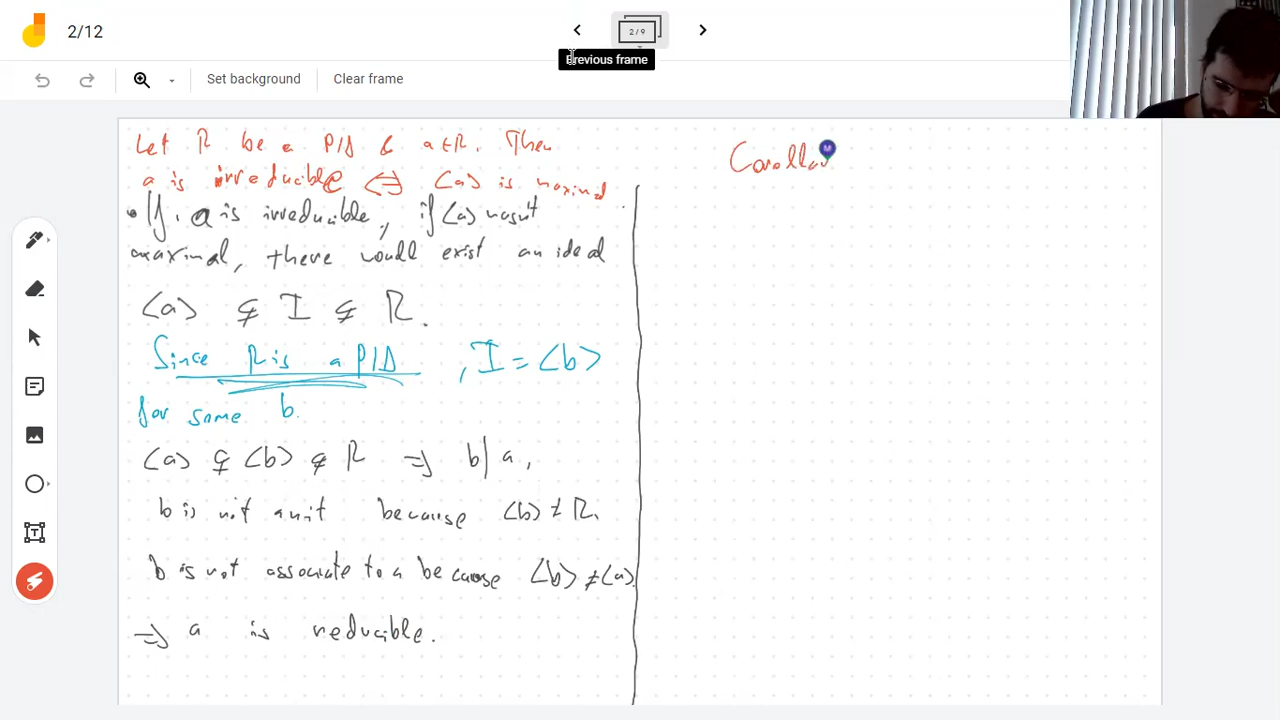 2/12
2/9
Previous frame
Set background
Clear frame
Let R be a PID & a∈R. Then
a is irreducible ⇔ ⟨a⟩ is maximal
• If a is irreducible, if ⟨a⟩ wasn't
maximal, there would exist an ideal
⟨a⟩ ⊊ I ⊊ R.
Since R is a PID, I = ⟨b⟩
for some b.
⟨a⟩ ⊊ ⟨b⟩ ⊊ R ⇒ b | a,
b is not a unit because ⟨b⟩ ≠ R.
b is not associate to a because ⟨b⟩ ≠ ⟨a⟩.
⇒ a is reducible.
Corollar
M